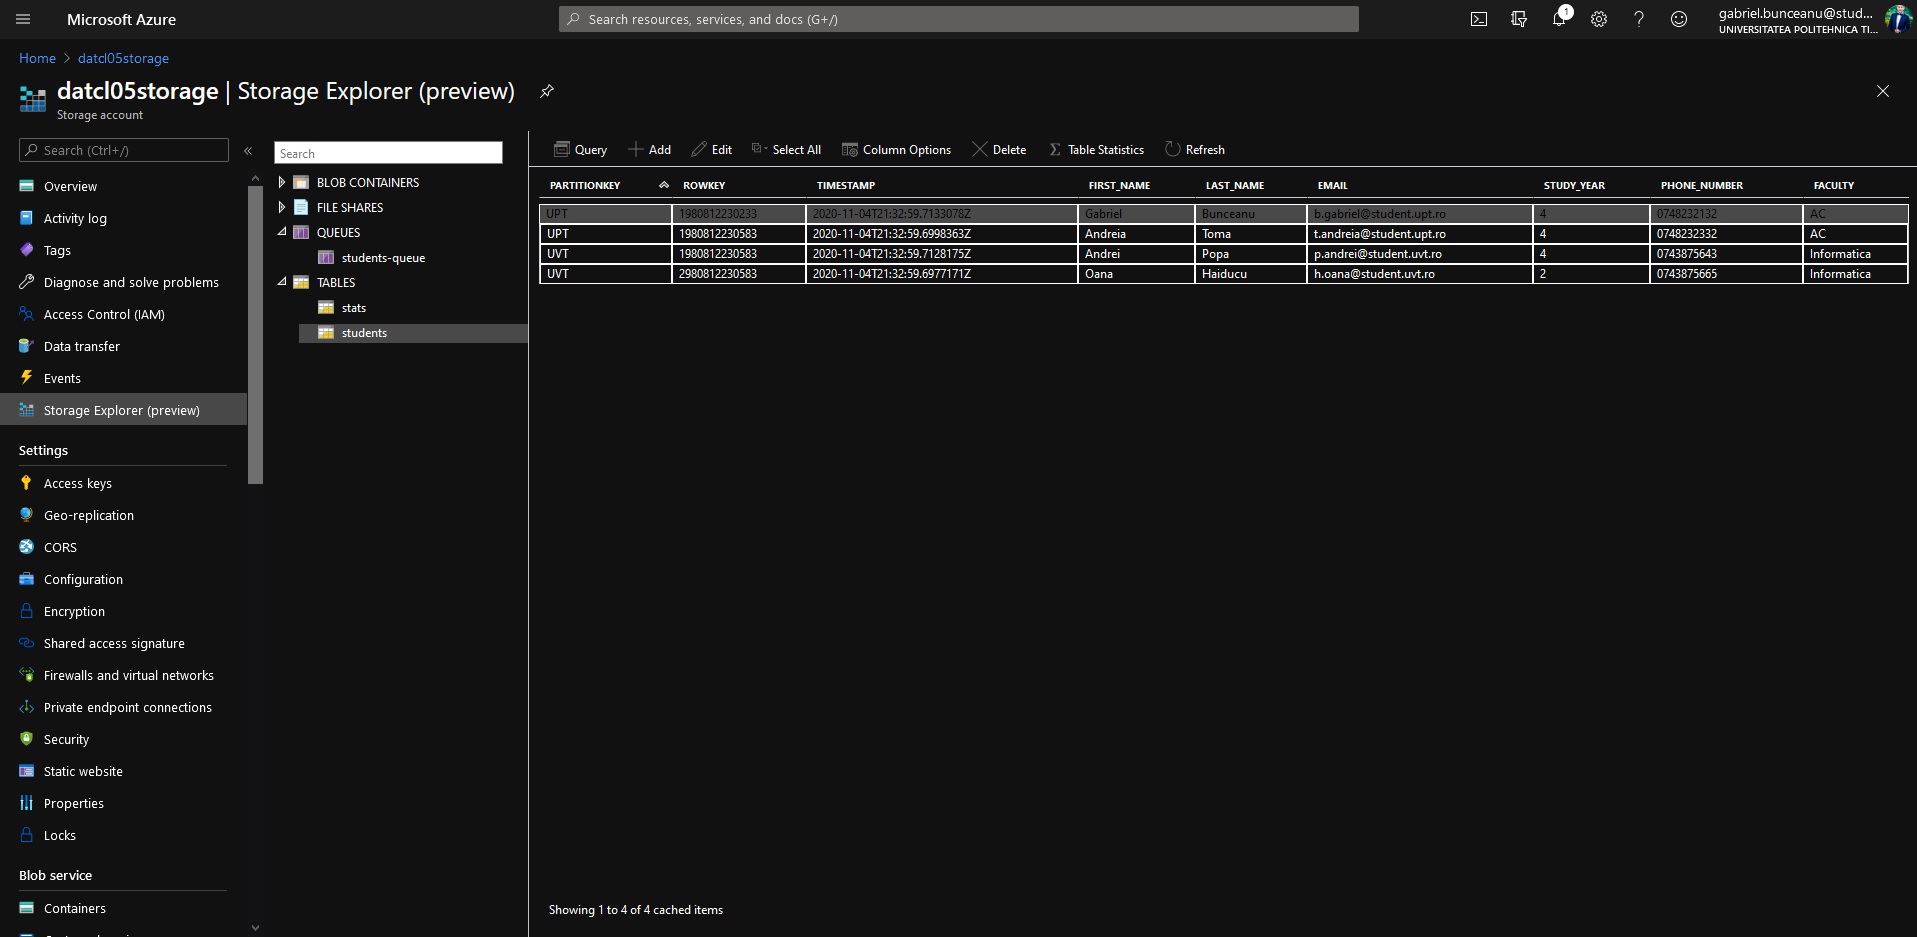 Microsoft Azure
Search resources, services, and docs (G+/)
1
gabriel.bunceanu@stud...
UNIVERSITATEA POLITEHNICA TI...
Home > datcl05storage
datcl05storage | Storage Explorer (preview)
Storage account
Search (Ctrl+/)
«
Overview
Activity log
Tags
Diagnose and solve problems
Access Control (IAM)
Data transfer
Events
Storage Explorer (preview)
Settings
Access keys
Geo-replication
CORS
Configuration
Encryption
Shared access signature
Firewalls and virtual networks
Private endpoint connections
Security
Static website
Properties
Locks
Blob service
Containers
Search
BLOB CONTAINERS
FILE SHARES
QUEUES
students-queue
TABLES
stats
students
Query Add Edit Select All Column Options Delete Table Statistics Refresh
PARTITIONKEY ROWKEY TIMESTAMP FIRST_NAME LAST_NAME EMAIL STUDY_YEAR PHONE_NUMBER FACULTY
UPT 1980812230233 2020-11-04T21:32:59.7133078Z Gabriel Bunceanu b.gabriel@student.upt.ro 4 0748232132 AC
UPT 1980812230583 2020-11-04T21:32:59.6998363Z Andreia Toma t.andreia@student.upt.ro 4 0748232332 AC
UVT 1980812230583 2020-11-04T21:32:59.7128175Z Andrei Popa p.andrei@student.uvt.ro 4 0743875643 Informatica
UVT 2980812230583 2020-11-04T21:32:59.6977171Z Oana Haiducu h.oana@student.uvt.ro 2 0743875665 Informatica
Showing 1 to 4 of 4 cached items